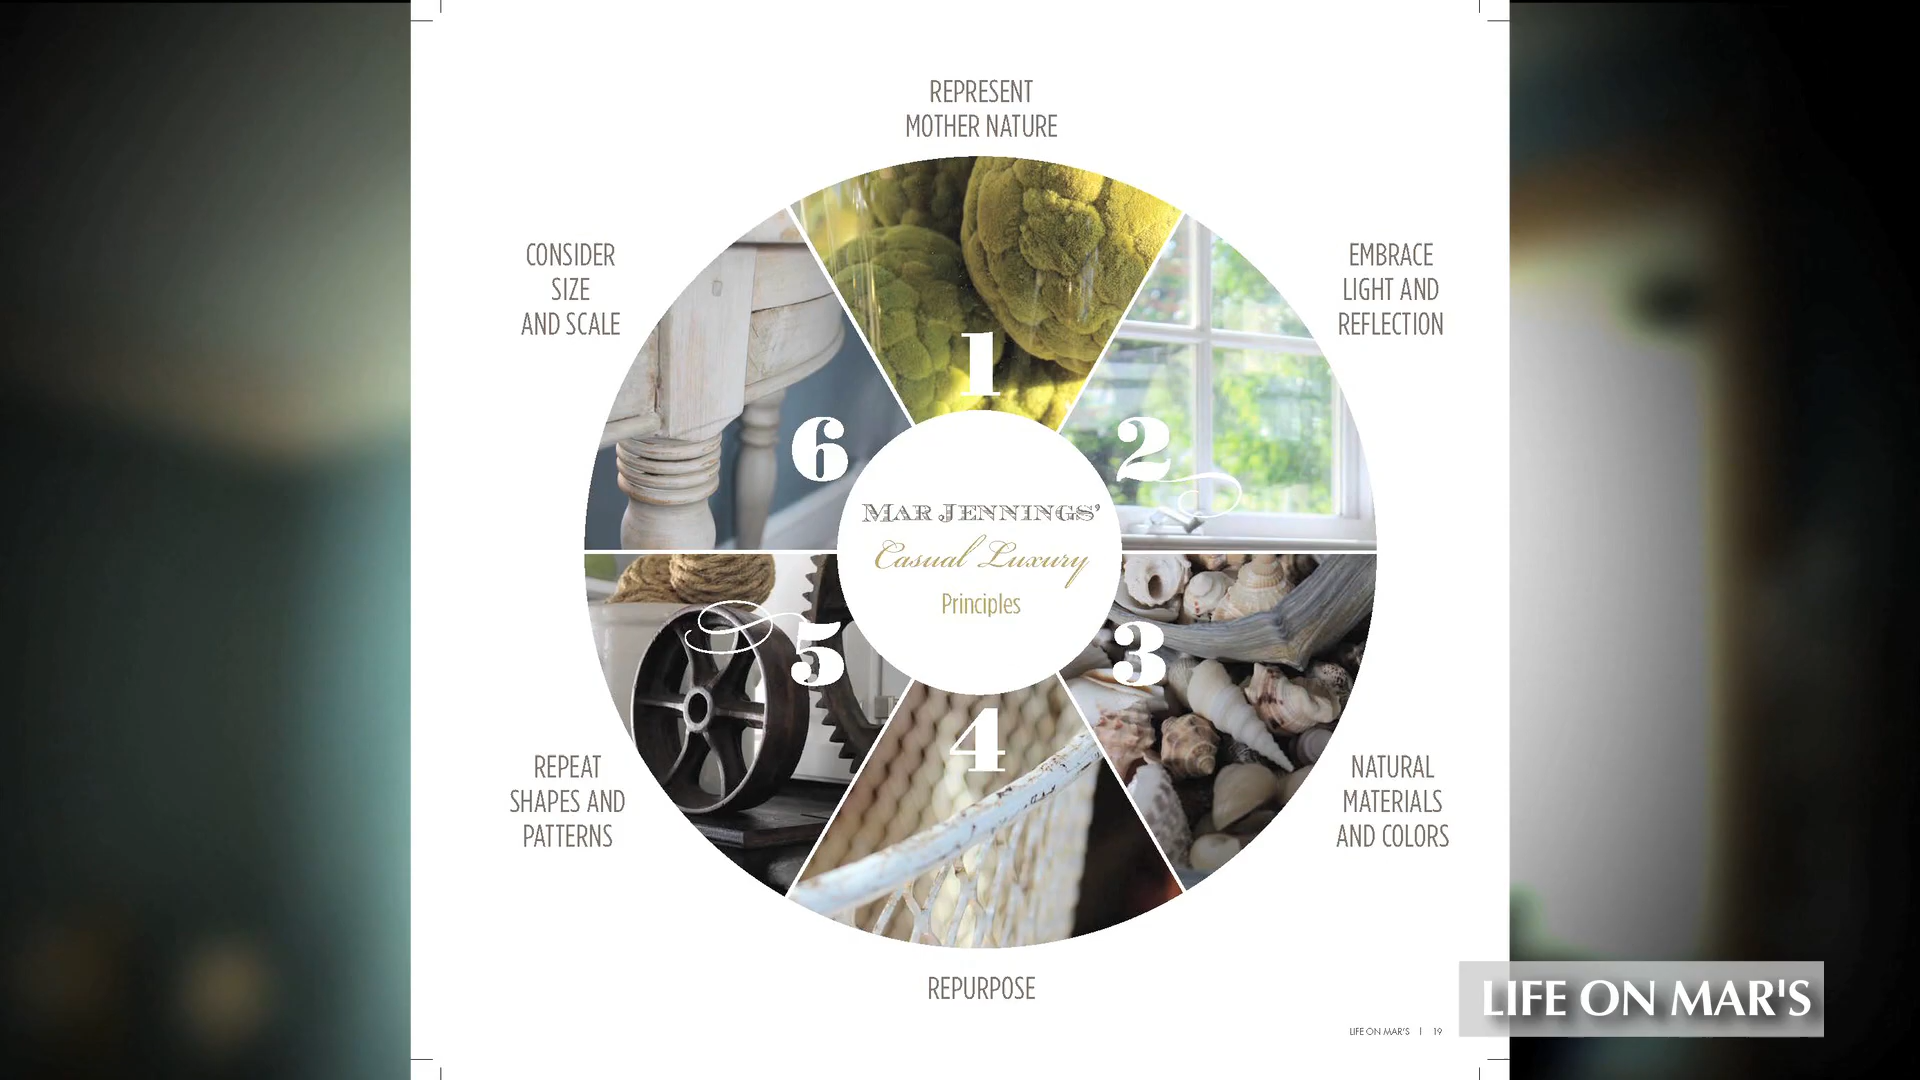 REPRESENT
MOTHER NATURE
CONSIDER
SIZE
AND SCALE
EMBRACE
LIGHT AND
REFLECTION
1
6
2
MAR JENNINGS'
Casual Luxury
Principles
5
3
4
REPEAT
SHAPES AND
PATTERNS
NATURAL
MATERIALS
AND COLORS
REPURPOSE
LIFE ON MAR'S
LIFE ON MAR'S | 19